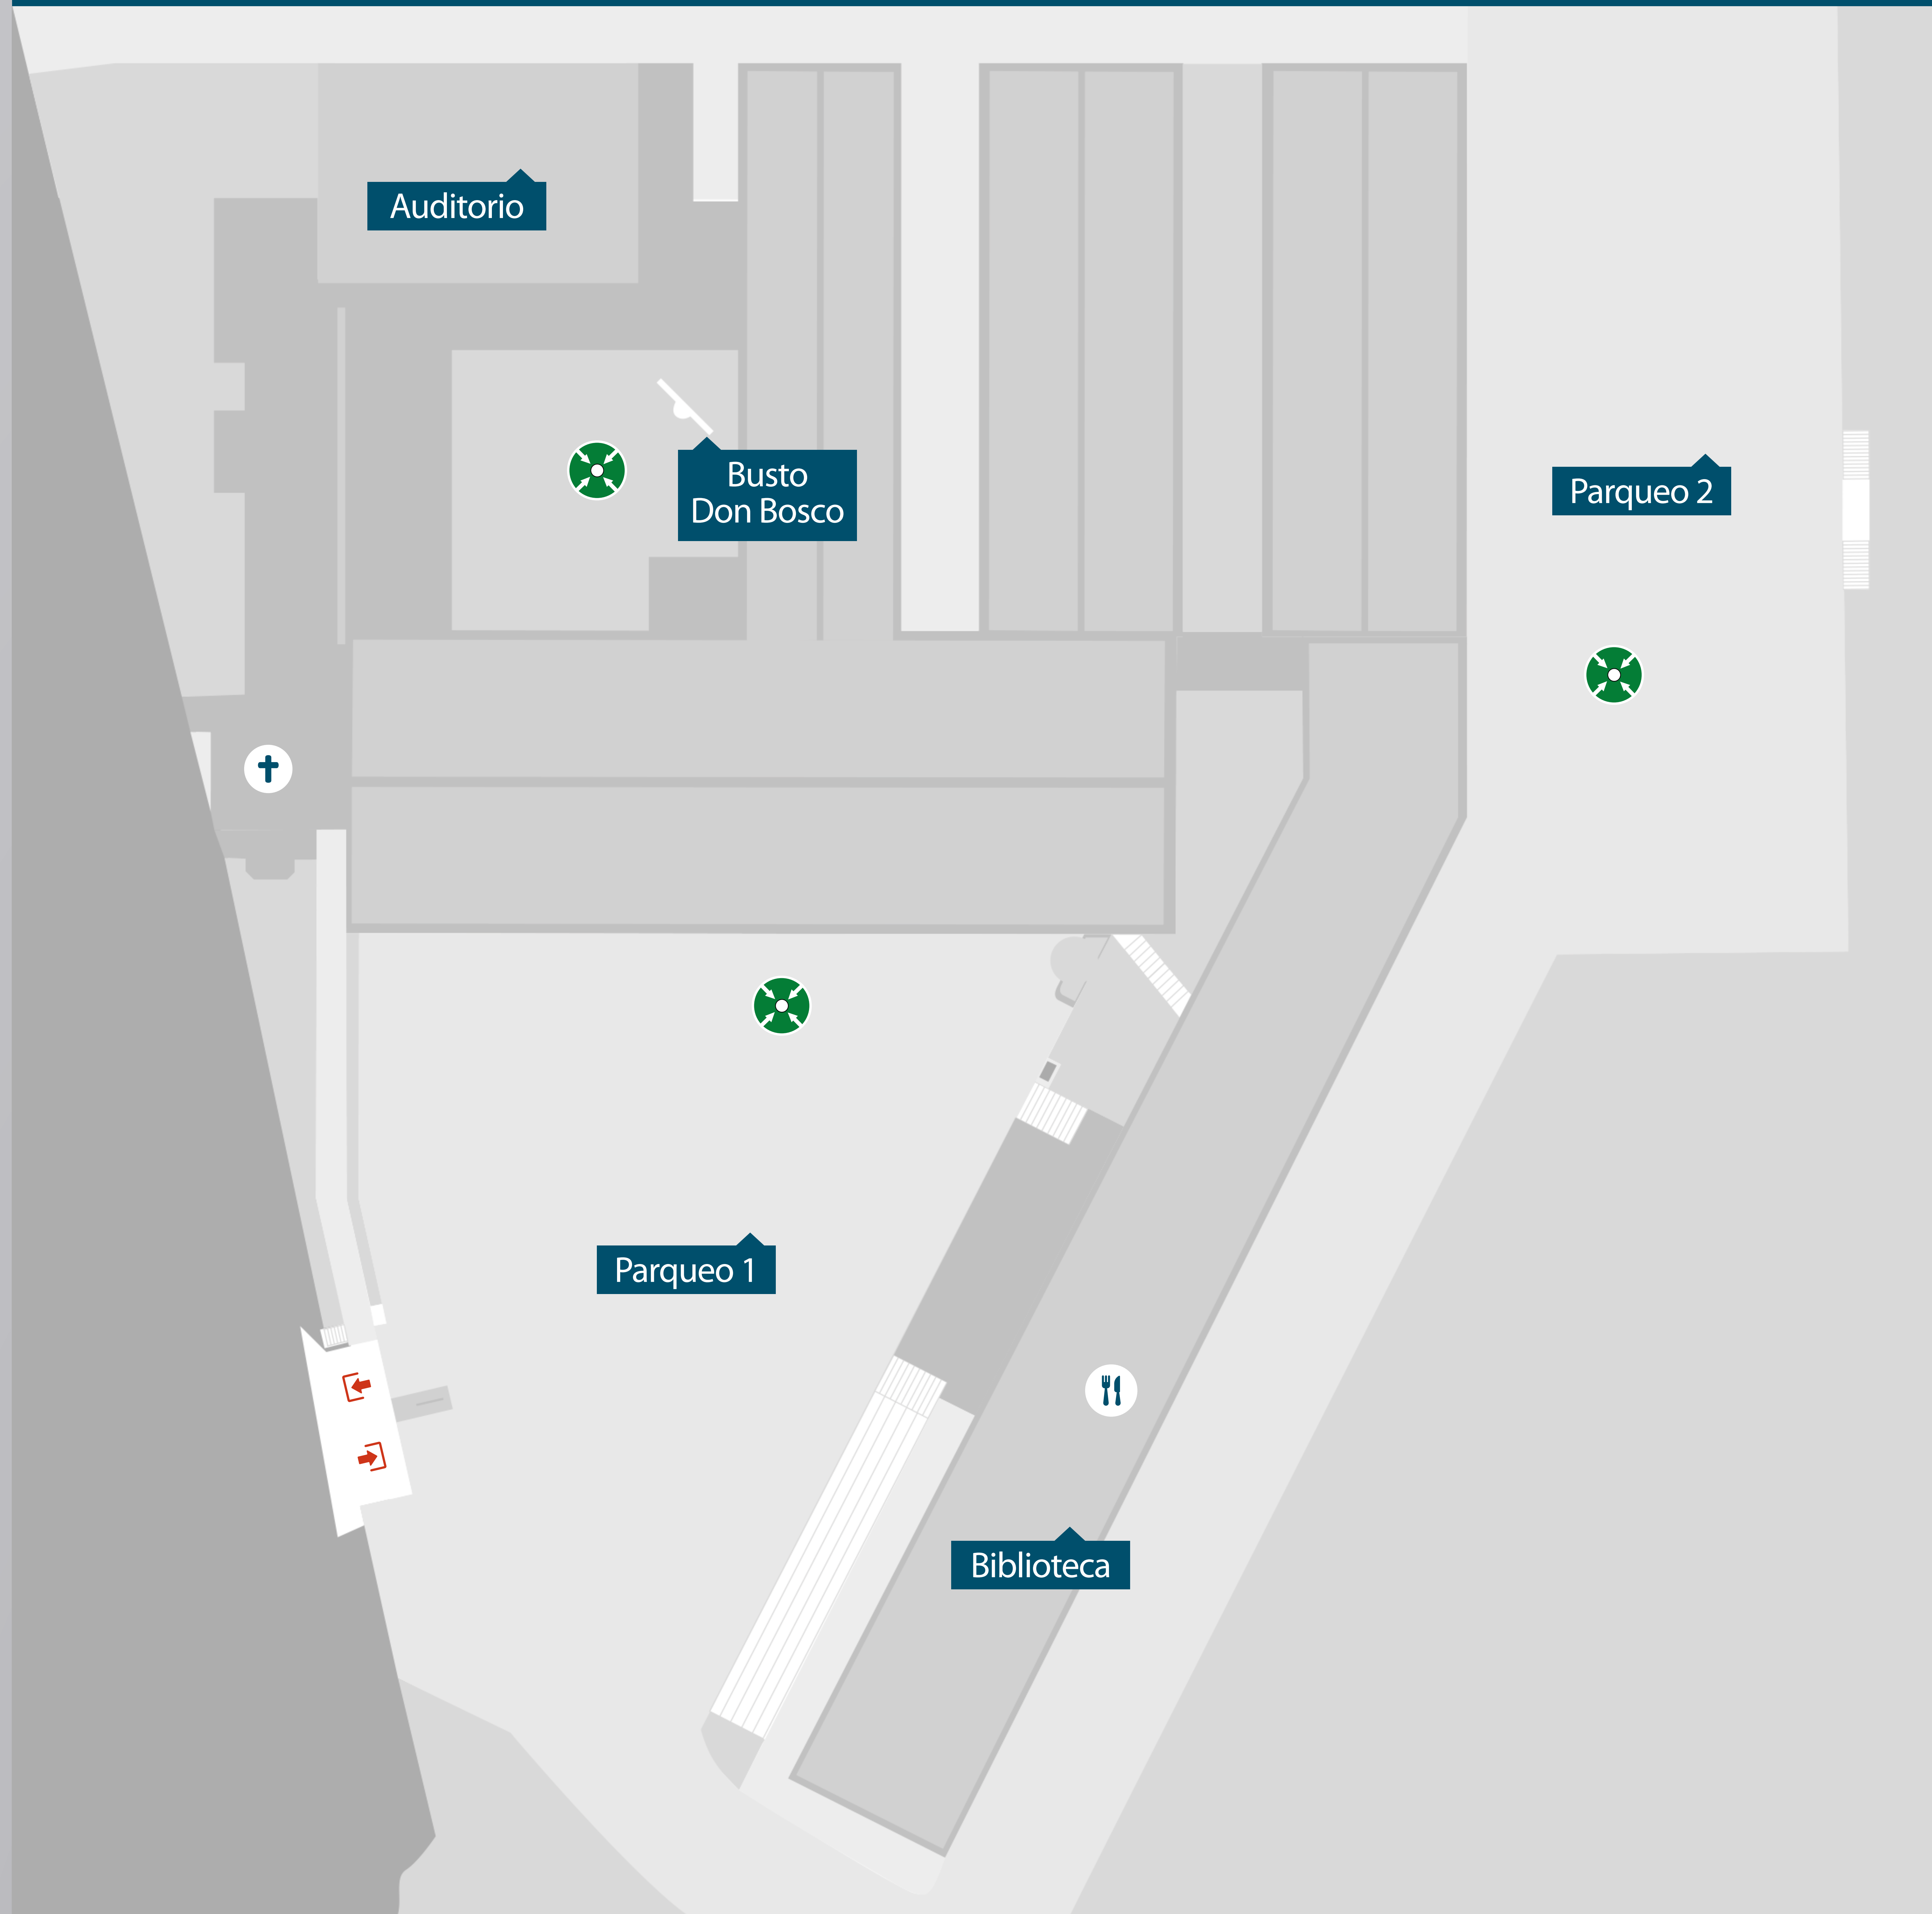 Auditorio
Busto
Don Bosco
Parqueo 2
Parqueo 1
Biblioteca